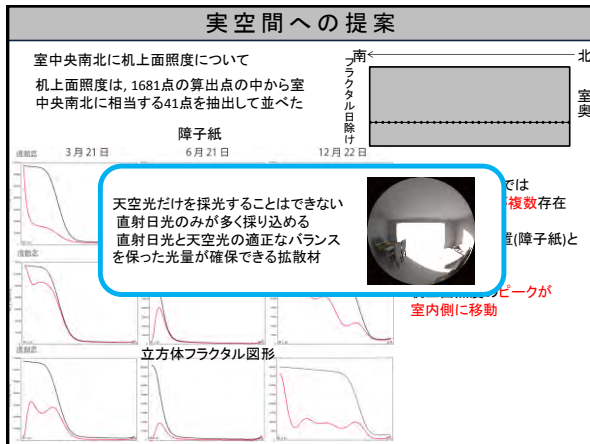 実空間への提案
室中央南北に机上面照度について
机上面照度は, 1681点の算出点の中から室
中央南北に相当する41点を抽出して並べた
南
北
フラクタル日除け
室奥
障子紙
3月21日
6月21日
12月22日
天空光だけを採光することはできない
直射日光のみが多く採り込める
直射日光と天空光の適正なバランス
を保った光量が確保できる拡散材
では
複数存在
置(障子紙)と
ピークが
室内側に移動
立方体フラクタル図形